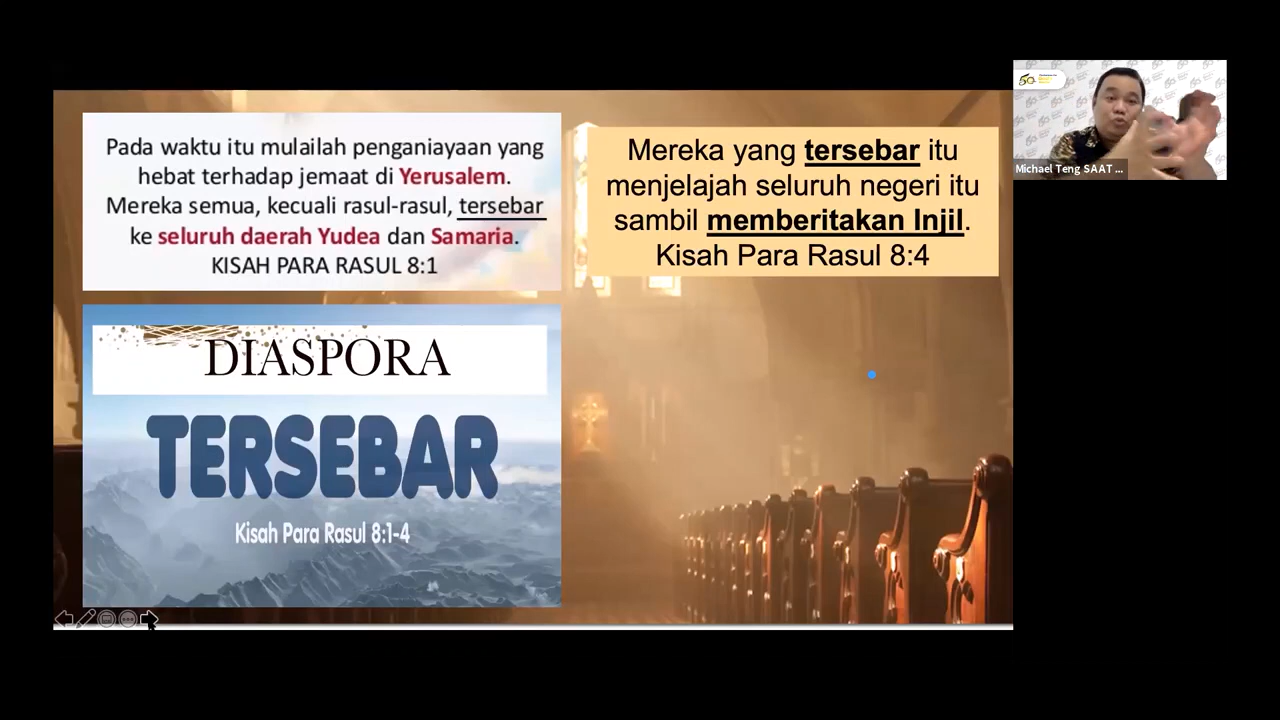 Pada waktu itu mulailah penganiayaan yang
hebat terhadap jemaat di Yerusalem.
Mereka semua, kecuali rasul-rasul, tersebar
ke seluruh daerah Yudea dan Samaria.
KISAH PARA RASUL 8:1
Mereka yang tersebar itu
menjelajah seluruh negeri itu
sambil memberitakan Injil.
Kisah Para Rasul 8:4
DIASPORA
TERSEBAR
Kisah Para Rasul 8:1-4
50
Michael Teng SAAT ...